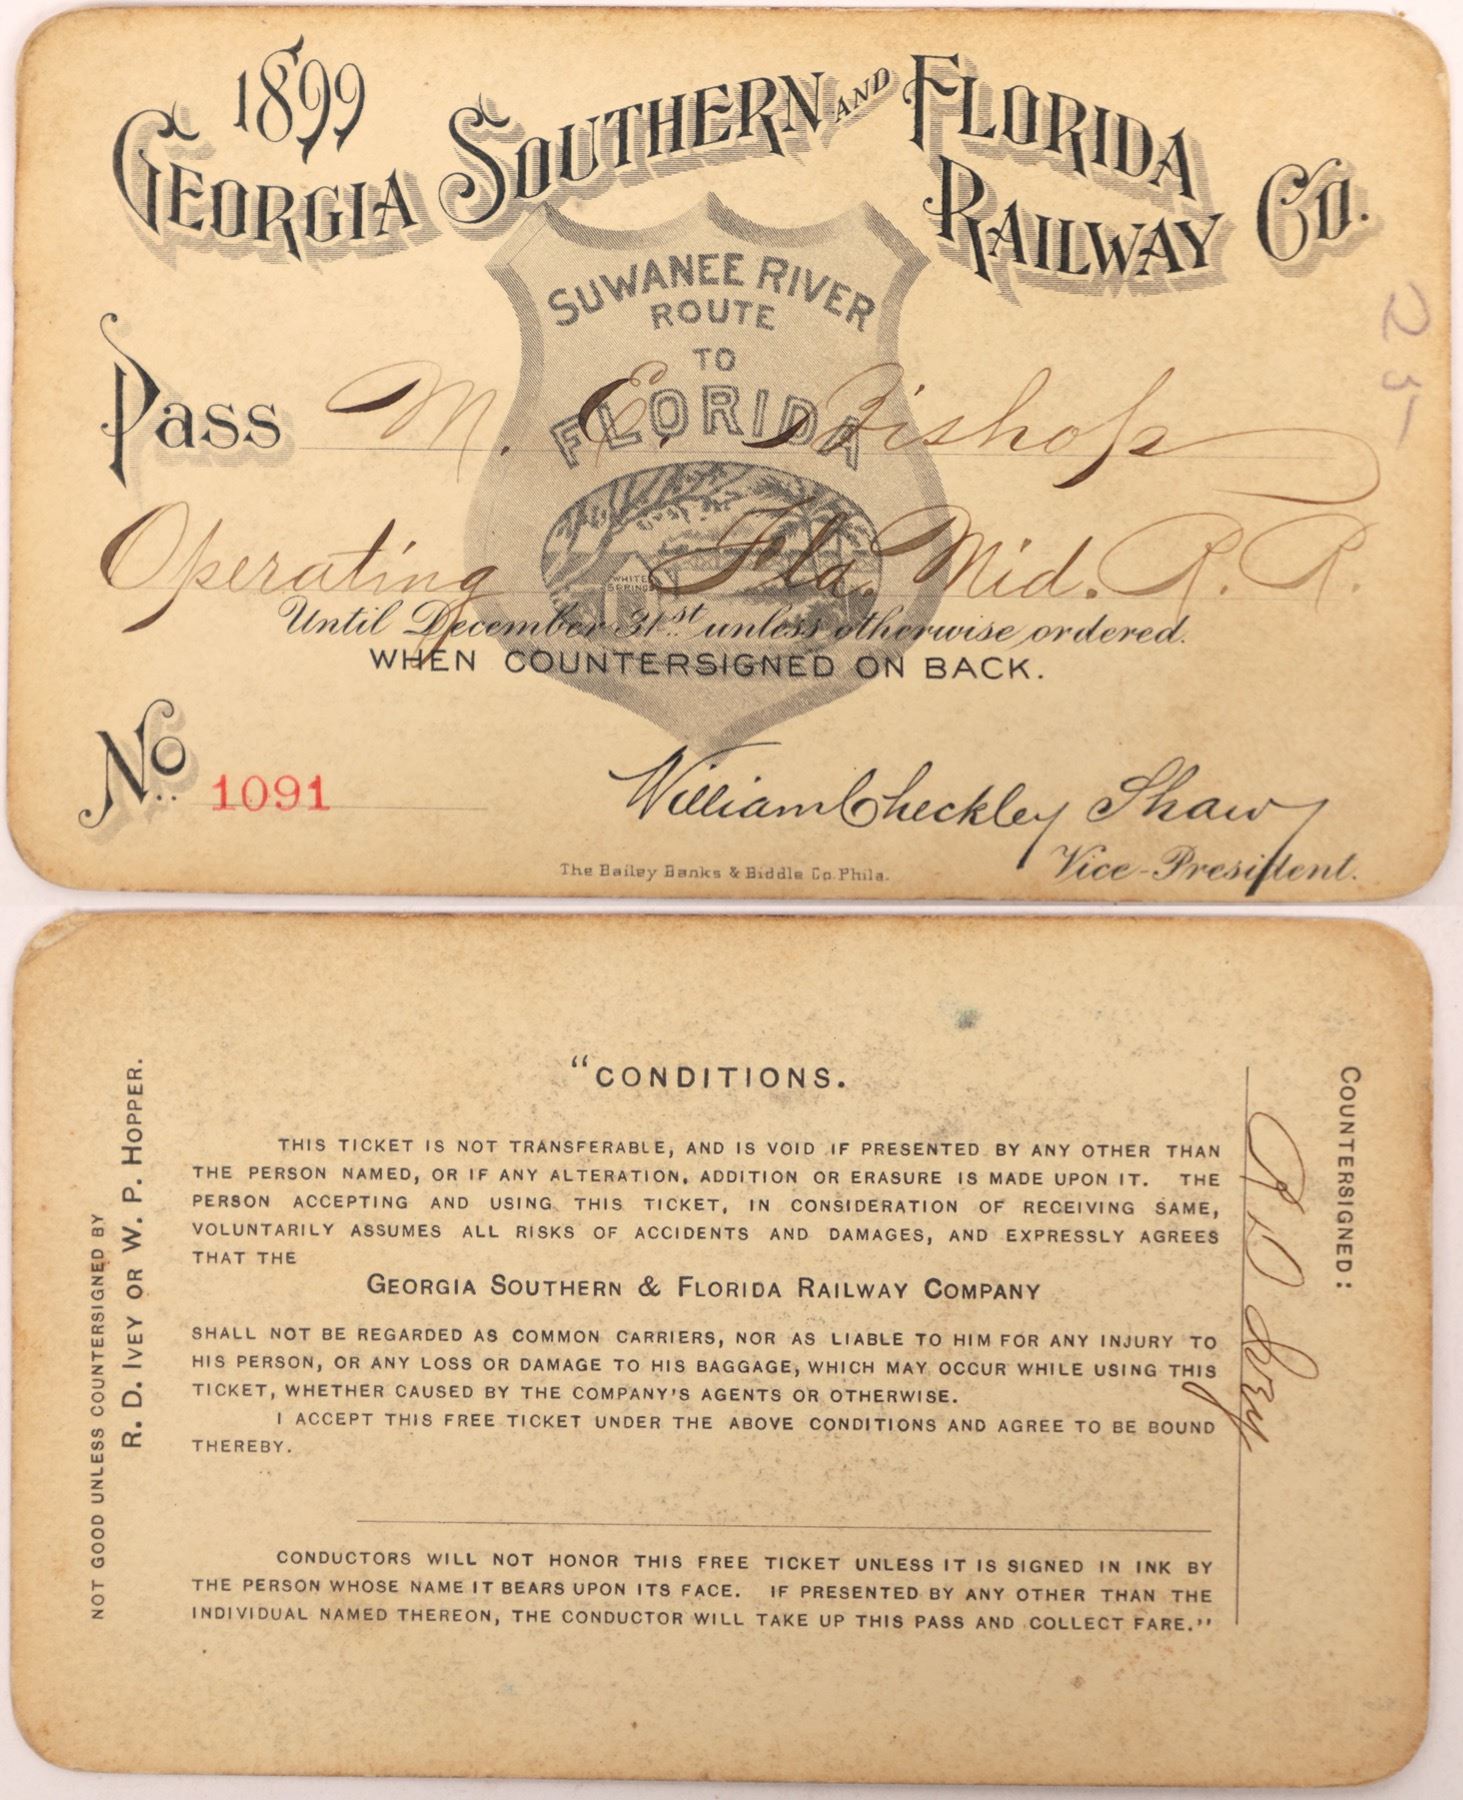 1899
GEORGIA SOUTHERN AND FLORIDA
RAILWAY CO.
SUWANEE RIVER
ROUTE
TO
FLORIDA
Pass M. E. Bishop
Operating Fla. Mid. R. R.
WHITE
SPRINGS
Until December 31st unless otherwise ordered.
WHEN COUNTERSIGNED ON BACK.
No. 1091
William Checkley Shaw
Vice-President.
The Bailey Banks & Biddle Co. Phila.
25-
"CONDITIONS.
THIS TICKET IS NOT TRANSFERABLE, AND IS VOID IF PRESENTED BY ANY OTHER THAN
THE PERSON NAMED, OR IF ANY ALTERATION, ADDITION OR ERASURE IS MADE UPON IT. THE
PERSON ACCEPTING AND USING THIS TICKET, IN CONSIDERATION OF RECEIVING SAME,
VOLUNTARILY ASSUMES ALL RISKS OF ACCIDENTS AND DAMAGES, AND EXPRESSLY AGREES
THAT THE
GEORGIA SOUTHERN & FLORIDA RAILWAY COMPANY
SHALL NOT BE REGARDED AS COMMON CARRIERS, NOR AS LIABLE TO HIM FOR ANY INJURY TO
HIS PERSON, OR ANY LOSS OR DAMAGE TO HIS BAGGAGE, WHICH MAY OCCUR WHILE USING THIS
TICKET, WHETHER CAUSED BY THE COMPANY'S AGENTS OR OTHERWISE.
I ACCEPT THIS FREE TICKET UNDER THE ABOVE CONDITIONS AND AGREE TO BE BOUND
THEREBY.
CONDUCTORS WILL NOT HONOR THIS FREE TICKET UNLESS IT IS SIGNED IN INK BY
THE PERSON WHOSE NAME IT BEARS UPON ITS FACE. IF PRESENTED BY ANY OTHER THAN THE
INDIVIDUAL NAMED THEREON, THE CONDUCTOR WILL TAKE UP THIS PASS AND COLLECT FARE."
NOT GOOD UNLESS COUNTERSIGNED BY
R. D. IVEY OR W. P. HOPPER.
COUNTERSIGNED:
R D Ivey